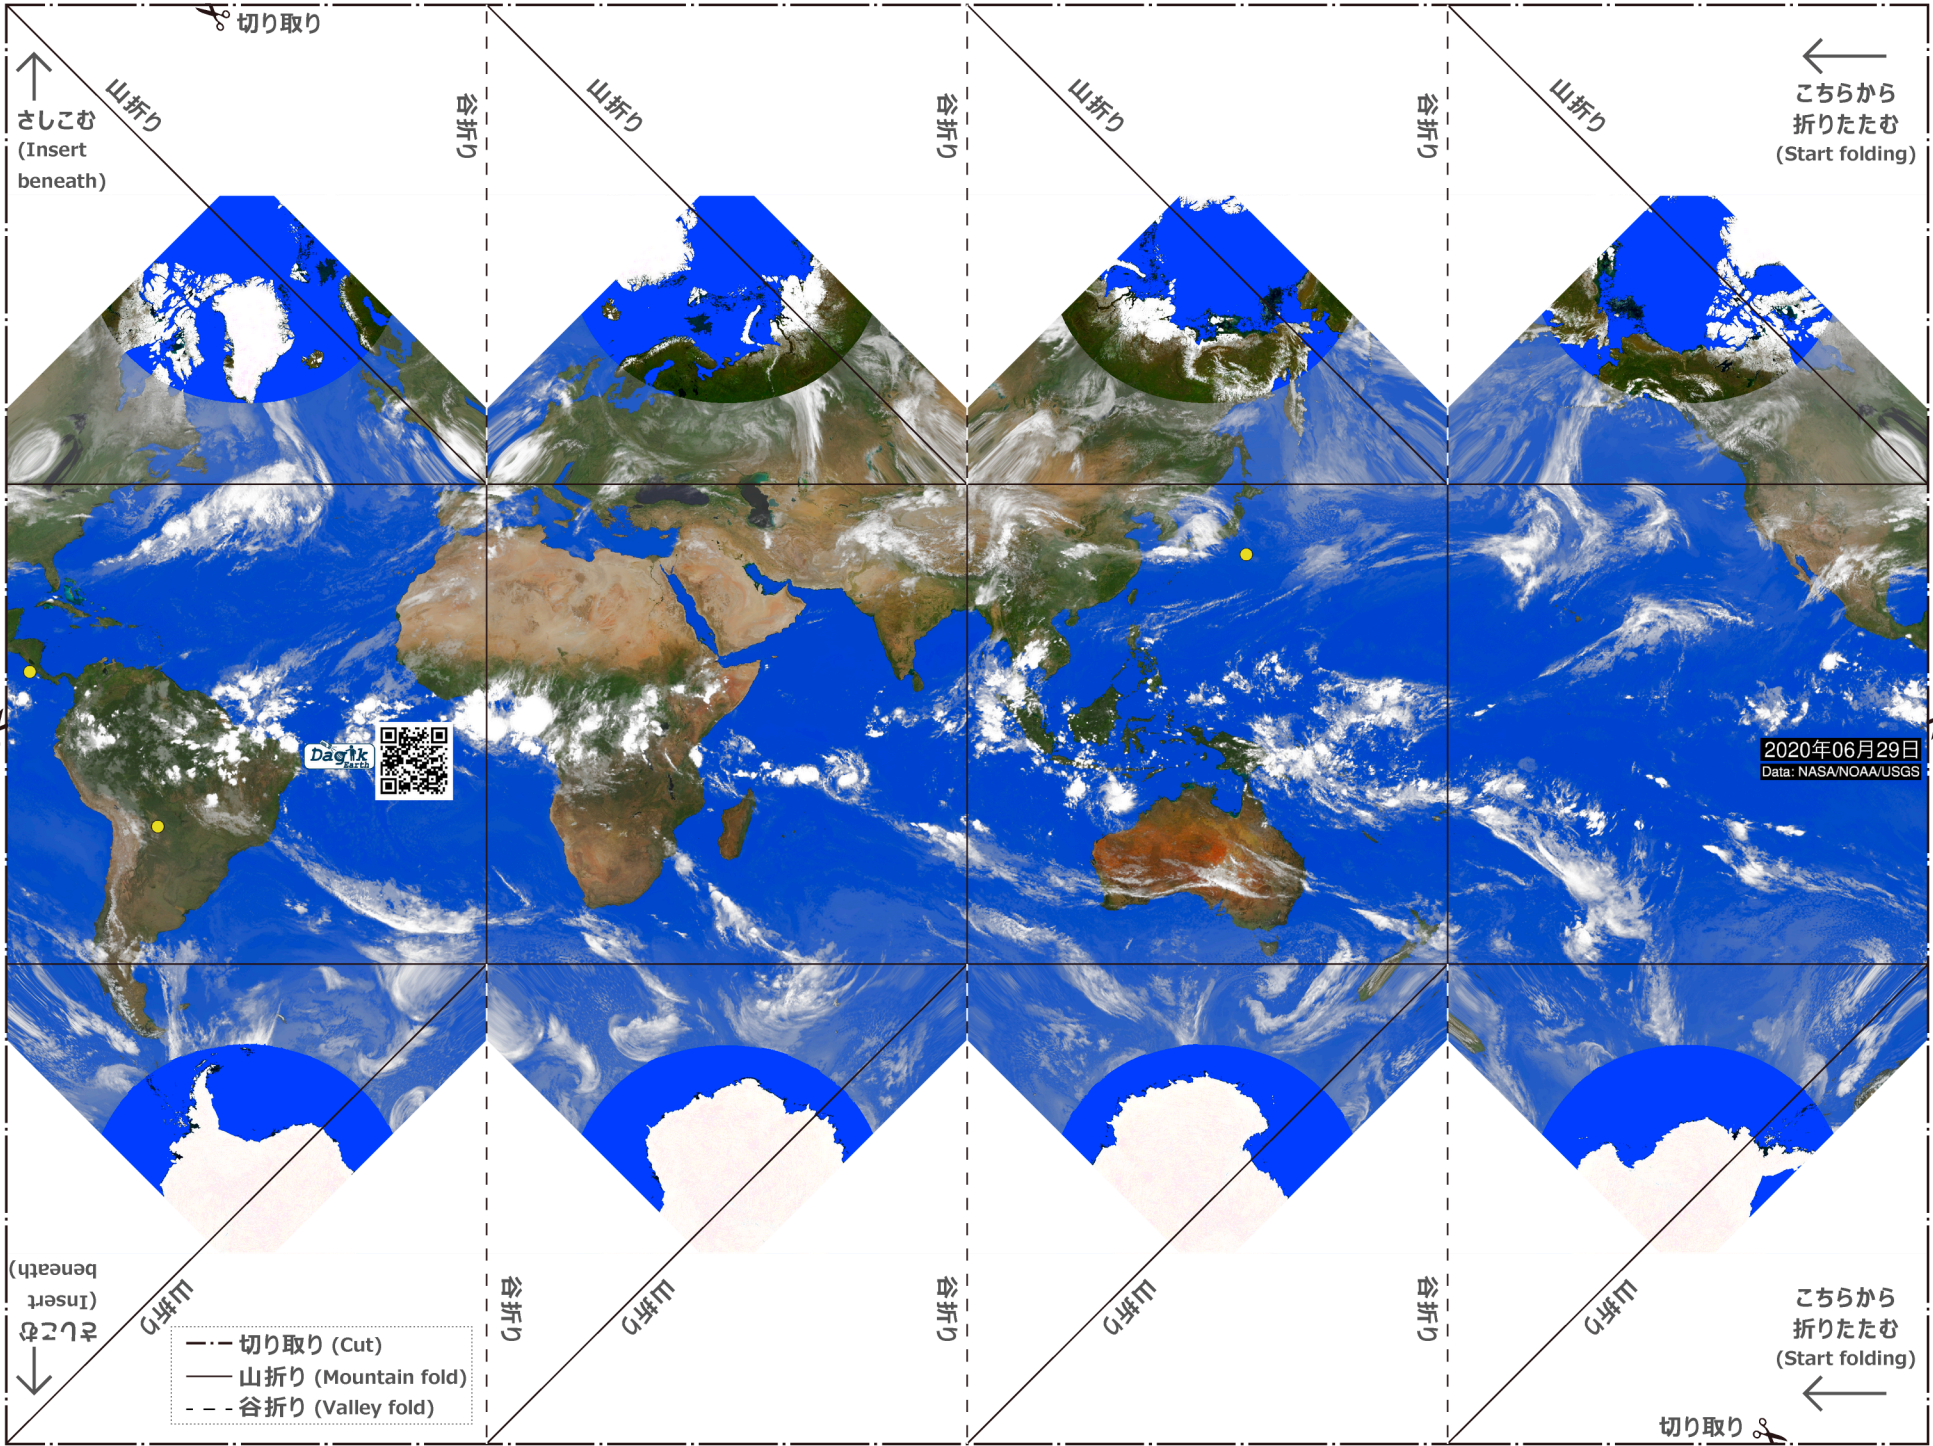 切り取り
山折り
谷折り
山折り
谷折り
山折り
谷折り
山折り
さしこむ
(Insert
beneath)
こちらから
折りたたむ
(Start folding)
Dagik
Earth
2020年06月29日
Data: NASA/NOAA/USGS
さしこむ
(Insert
beneath)
山折り
谷折り
山折り
谷折り
山折り
谷折り
山折り
こちらから
折りたたむ
(Start folding)
切り取り (Cut)
山折り (Mountain fold)
谷折り (Valley fold)
切り取り